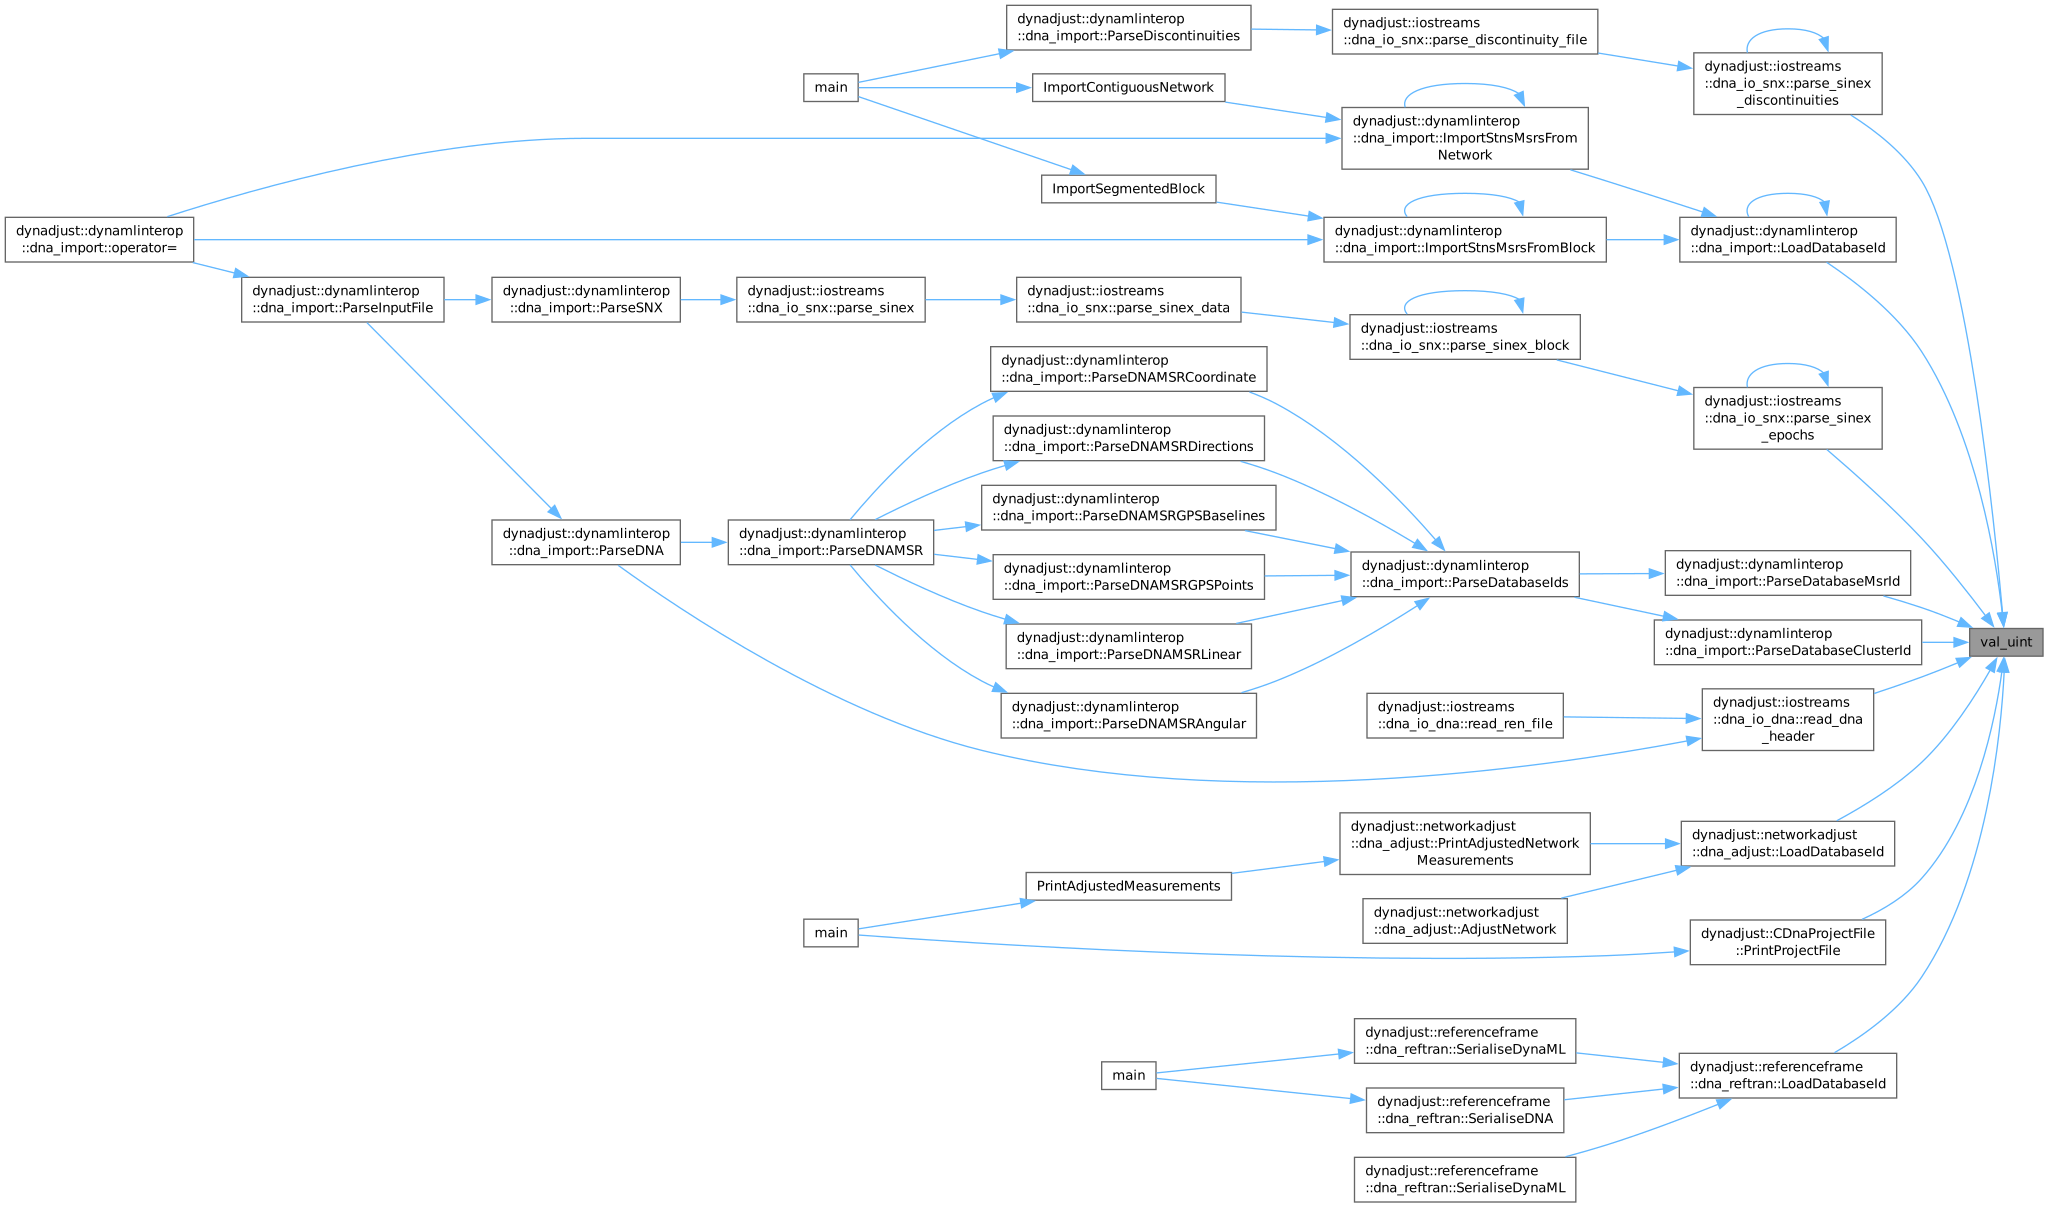 dynadjust::dynamlinterop
::dna_import::ParseDiscontinuities
dynadjust::iostreams
::dna_io_snx::parse_discontinuity_file
dynadjust::iostreams
::dna_io_snx::parse_sinex
_discontinuities
main
ImportContiguousNetwork
dynadjust::dynamlinterop
::dna_import::ImportStnsMsrsFrom
Network
ImportSegmentedBlock
dynadjust::dynamlinterop
::dna_import::operator=
dynadjust::dynamlinterop
::dna_import::ImportStnsMsrsFromBlock
dynadjust::dynamlinterop
::dna_import::LoadDatabaseId
dynadjust::dynamlinterop
::dna_import::ParseInputFile
dynadjust::dynamlinterop
::dna_import::ParseSNX
dynadjust::iostreams
::dna_io_snx::parse_sinex
dynadjust::iostreams
::dna_io_snx::parse_sinex_data
dynadjust::iostreams
::dna_io_snx::parse_sinex_block
dynadjust::iostreams
::dna_io_snx::parse_sinex
_epochs
dynadjust::dynamlinterop
::dna_import::ParseDNAMSRCoordinate
dynadjust::dynamlinterop
::dna_import::ParseDNAMSRDirections
dynadjust::dynamlinterop
::dna_import::ParseDNAMSRGPSBaselines
dynadjust::dynamlinterop
::dna_import::ParseDNA
dynadjust::dynamlinterop
::dna_import::ParseDNAMSR
dynadjust::dynamlinterop
::dna_import::ParseDNAMSRGPSPoints
dynadjust::dynamlinterop
::dna_import::ParseDatabaseIds
dynadjust::dynamlinterop
::dna_import::ParseDatabaseMsrId
dynadjust::dynamlinterop
::dna_import::ParseDNAMSRLinear
dynadjust::dynamlinterop
::dna_import::ParseDatabaseClusterId
val_uint
dynadjust::dynamlinterop
::dna_import::ParseDNAMSRAngular
dynadjust::iostreams
::dna_io_dna::read_ren_file
dynadjust::iostreams
::dna_io_dna::read_dna
_header
dynadjust::networkadjust
::dna_adjust::PrintAdjustedNetwork
Measurements
dynadjust::networkadjust
::dna_adjust::LoadDatabaseId
PrintAdjustedMeasurements
dynadjust::networkadjust
::dna_adjust::AdjustNetwork
main
dynadjust::CDnaProjectFile
::PrintProjectFile
dynadjust::referenceframe
::dna_reftran::SerialiseDynaML
main
dynadjust::referenceframe
::dna_reftran::LoadDatabaseId
dynadjust::referenceframe
::dna_reftran::SerialiseDNA
dynadjust::referenceframe
::dna_reftran::SerialiseDynaML